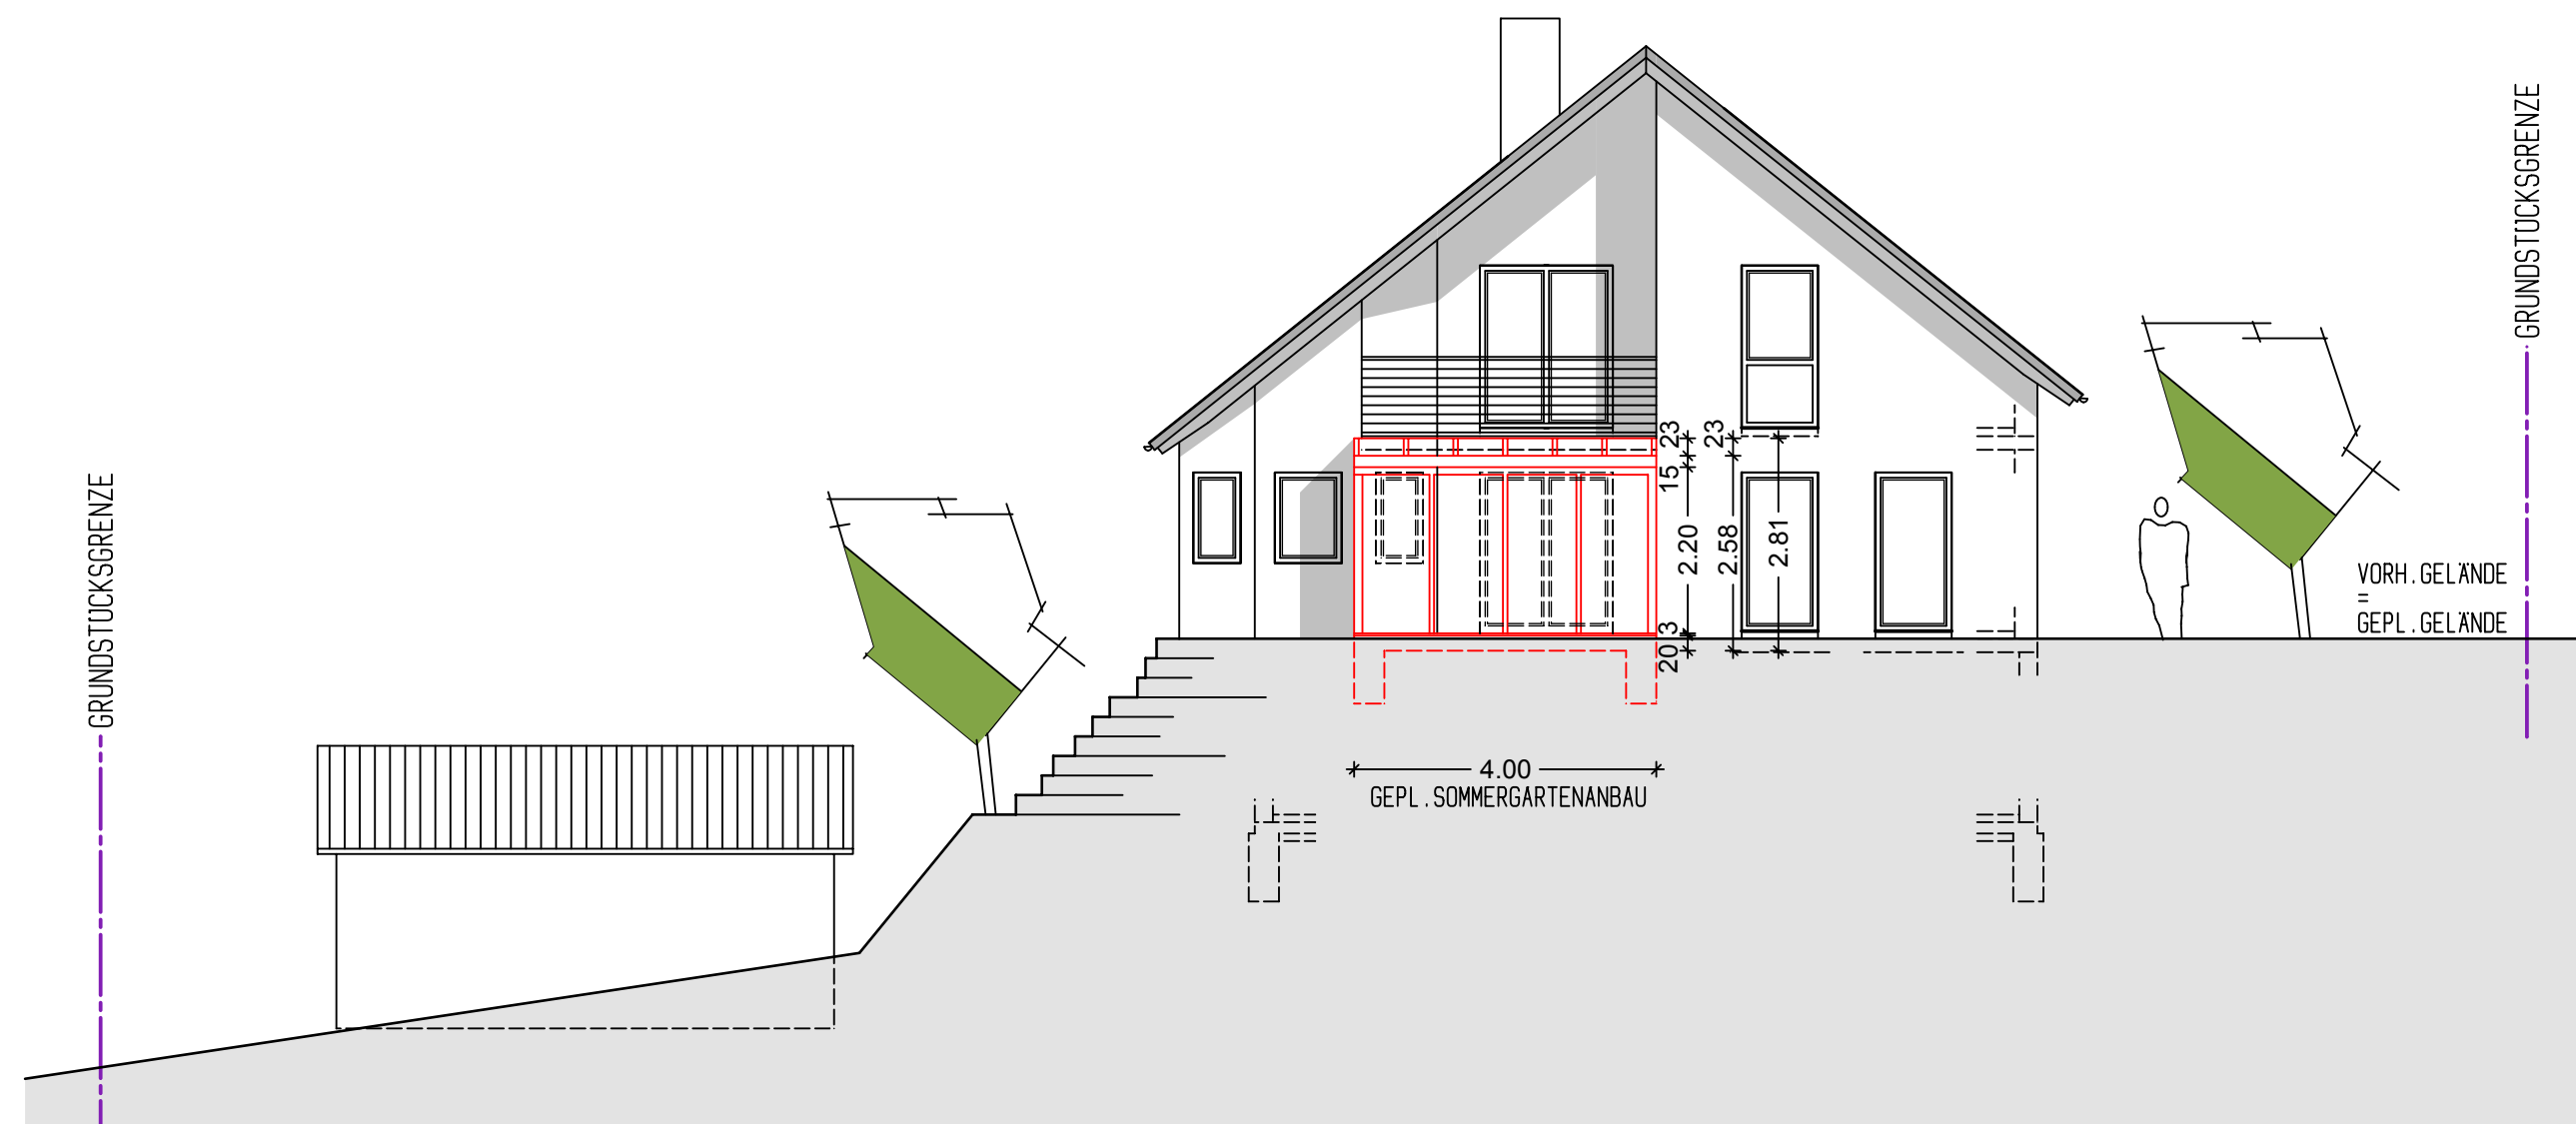 GRUNDSTÜCKSGRENZE
GRUNDSTÜCKSGRENZE
23
23
15
2.20
2.58
2.81
3
20
VORH.GELÄNDE
=
GEPL.GELÄNDE
4.00
GEPL.SOMMERGARTENANBAU